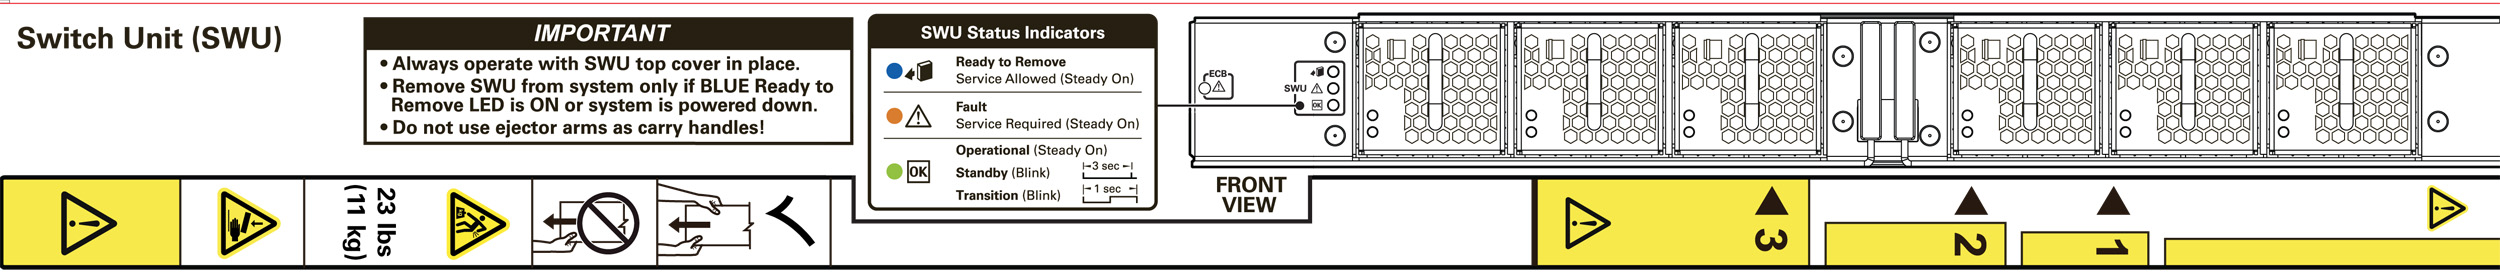 Switch Unit (SWU)
IMPORTANT
• Always operate with SWU top cover in place.
• Remove SWU from system only if BLUE Ready to
Remove LED is ON or system is powered down.
• Do not use ejector arms as carry handles!
SWU Status Indicators
Ready to Remove
Service Allowed (Steady On)
Fault
Service Required (Steady On)
OK
Operational (Steady On)
Standby (Blink)
3 sec
Transition (Blink)
1 sec
ECB
SWU
OK
FRONT
VIEW
23 lbs
(11 kg)
3
2
1